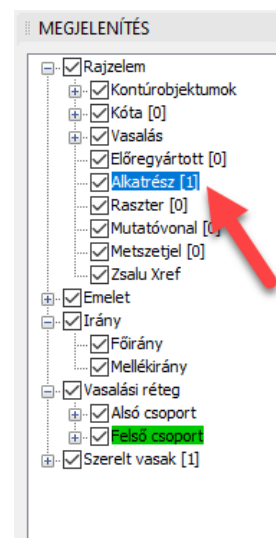 MEGJELENÍTÉS
Rajzelem
Kontúrobjektumok
Kóta [0]
Vasalás
Előregyártott [0]
Alkatrész [1]
Raszter [0]
Mutatóvonal [0]
Metszetjel [0]
Zsalu Xref
Emelet
Irány
Főirány
Mellékirány
Vasalási réteg
Alsó csoport
Felső csoport
Szerelt vasak [1]